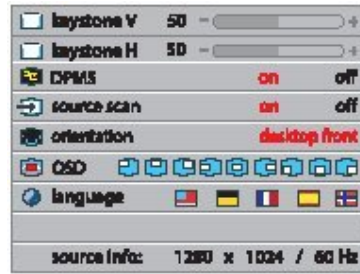 keystone V 50 - +
keystone H 50 - +
DPMS on off
source scan on off
orientation desktop front
OSD
language
source info: 1280 x 1024 / 60 Hz